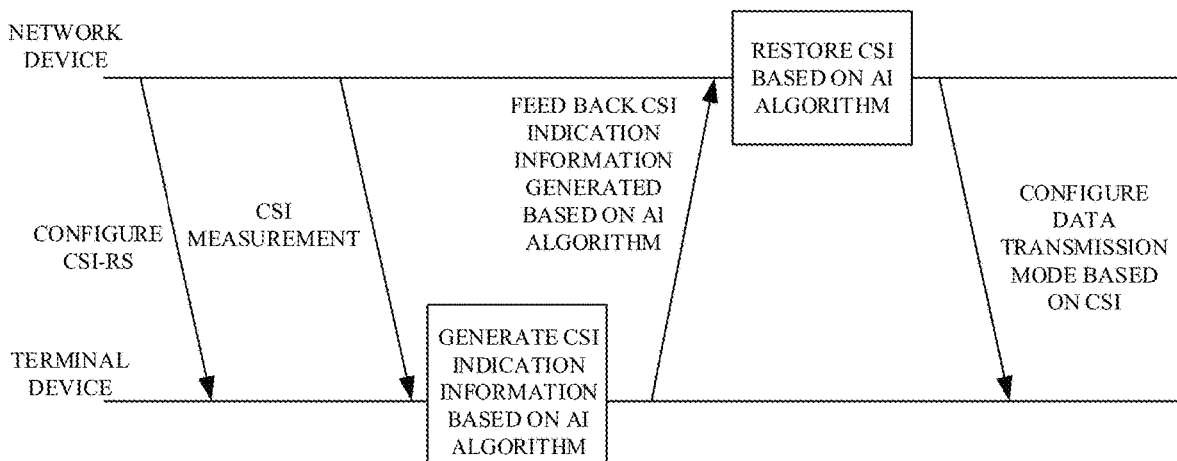 NETWORK
DEVICE
RESTORE CSI
BASED ON AI
ALGORITHM
FEED BACK CSI
INDICATION
INFORMATION
GENERATED
BASED ON AI
ALGORITHM
CONFIGURE
CSI-RS
CSI
MEASUREMENT
CONFIGURE
DATA
TRANSMISSION
MODE BASED
ON CSI
TERMINAL
DEVICE
GENERATE CSI
INDICATION
INFORMATION
BASED ON AI
ALGORITHM